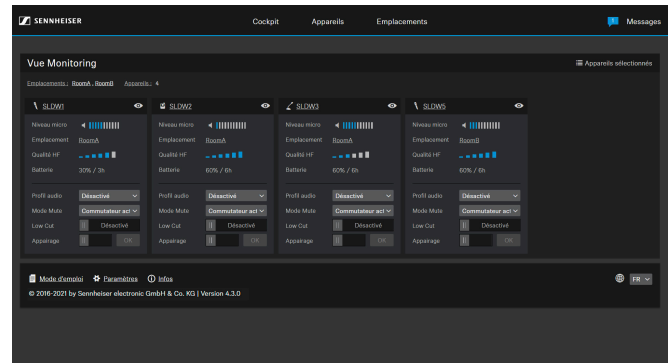 SENNHEISER Cockpit Appareils Emplacements Messages
Vue Monitoring Appareils sélectionnés
Emplacements : RoomA , RoomB Appareils : 4
SLDW1 SLDW2 SLDW3 SLDW5
Niveau micro Niveau micro Niveau micro Niveau micro
Emplacement RoomA Emplacement RoomA Emplacement RoomA Emplacement RoomB
Qualité HF Qualité HF Qualité HF Qualité HF
Batterie 30% / 3h Batterie 60% / 6h Batterie 60% / 6h Batterie 60% / 6h
Profil audio Désactivé Profil audio Désactivé Profil audio Désactivé Profil audio Désactivé
Mode Mute Commutateur act Mode Mute Commutateur act Mode Mute Commutateur act Mode Mute Commutateur act
Low Cut Désactivé Low Cut Désactivé Low Cut Désactivé Low Cut Désactivé
Appairage OK Appairage OK Appairage OK Appairage OK
Mode d'emploi Paramètres Infos FR
© 2016-2021 by Sennheiser electronic GmbH & Co. KG | Version 4.3.0